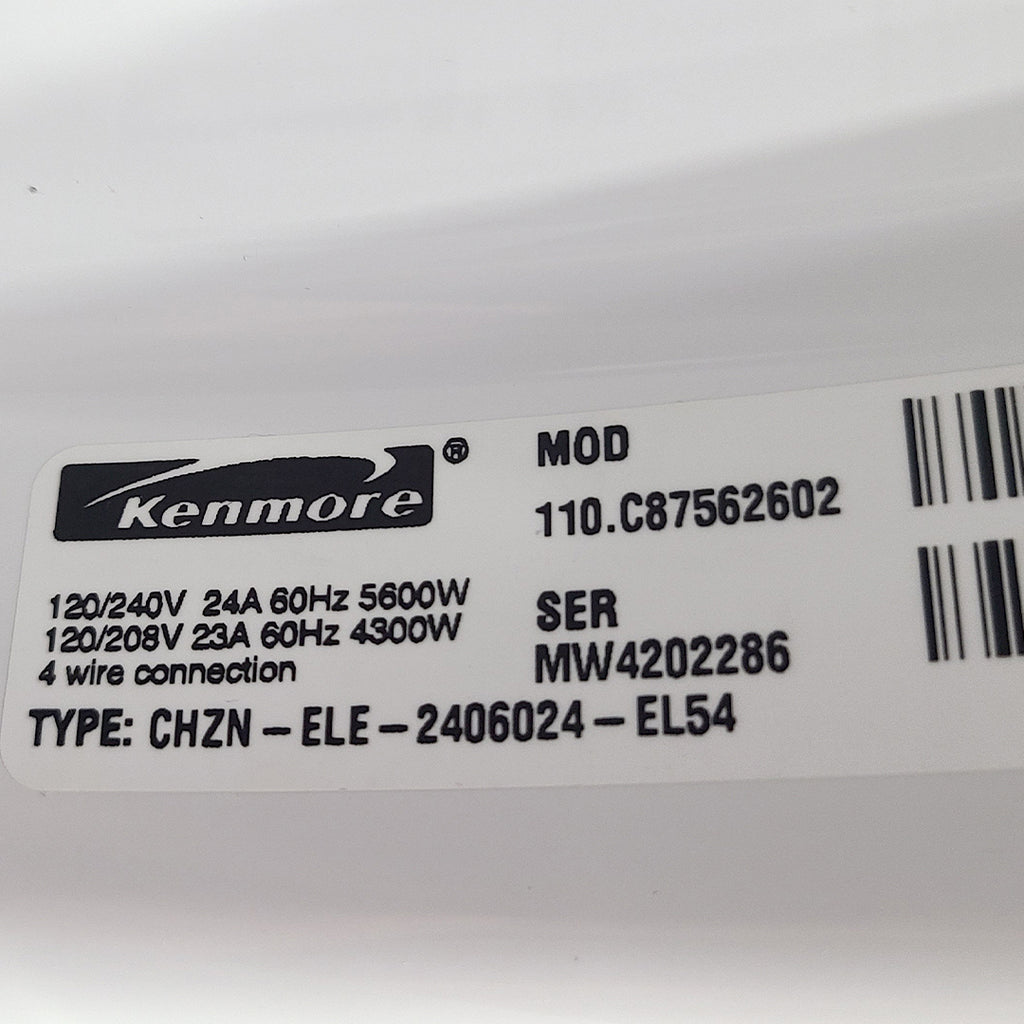 Kenmore®
120/240V 24A 60Hz 5600W
120/208V 23A 60Hz 4300W
4 wire connection
MOD
110.C87562602
SER
MW4202286
TYPE: CHZN-ELE-2406024-EL54